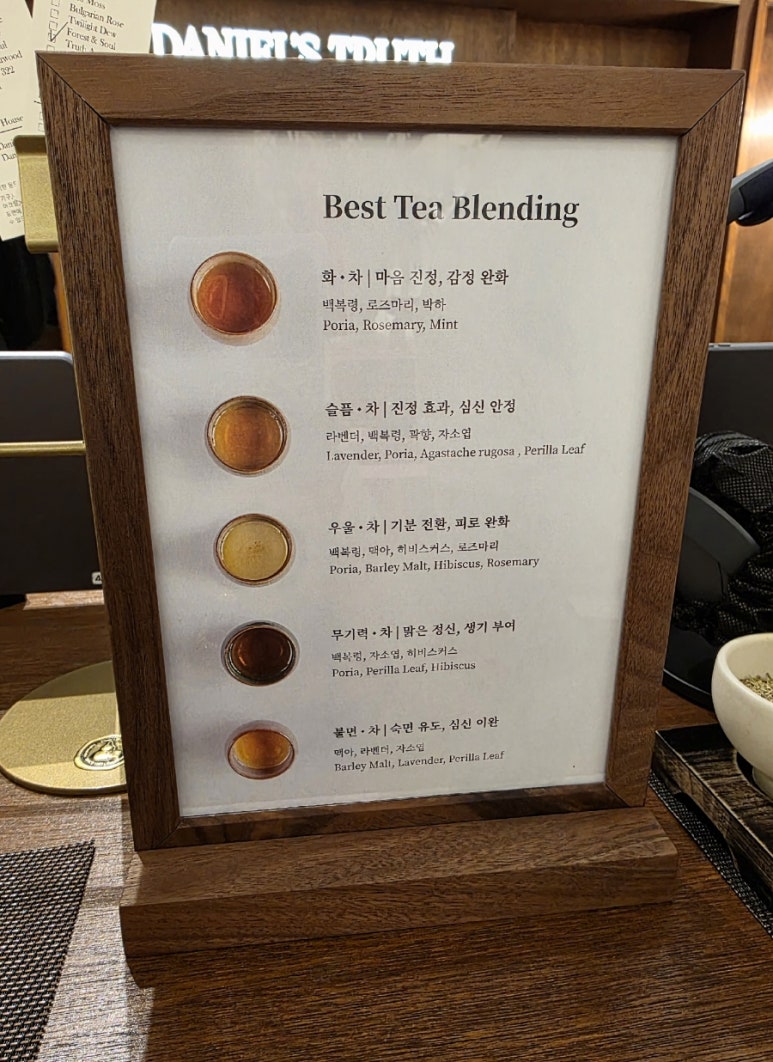 Moss
Bulgarian Rose
Twilight Dew
Forest & Soul
DANIEL'S TRUTH
392
House
Best Tea Blending
화・차 | 마음 진정, 감정 완화
백복령, 로즈마리, 박하
Poria, Rosemary, Mint
슬픔・차 | 진정 효과, 심신 안정
라벤더, 백복령, 곽향, 자소엽
Lavender, Poria, Agastache rugosa , Perilla Leaf
우울・차 | 기분 전환, 피로 완화
백복령, 맥아, 히비스커스, 로즈마리
Poria, Barley Malt, Hibiscus, Rosemary
무기력・차 | 맑은 정신, 생기 부여
백복령, 자소엽, 히비스커스
Poria, Perilla Leaf, Hibiscus
불면・차 | 숙면 유도, 심신 이완
맥아, 라벤더, 자소엽
Barley Malt, Lavender, Perilla Leaf